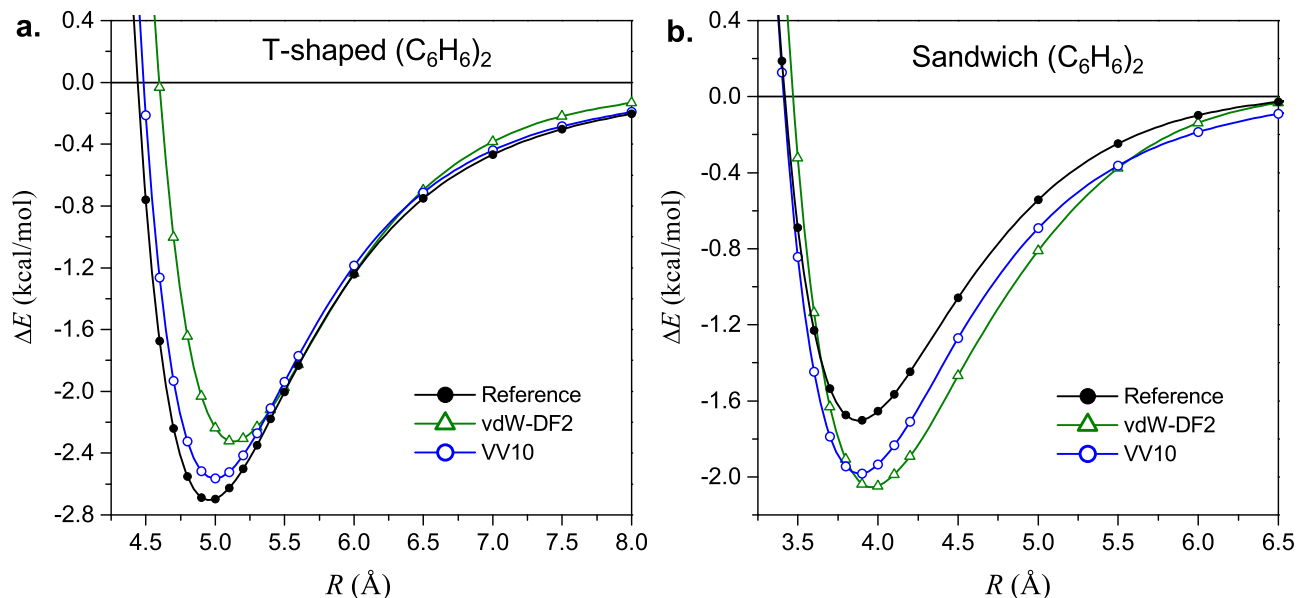 a.
T-shaped (C₆H₆)₂
0.4
0.0
-0.4
-0.8
-1.2
-1.6
-2.0
-2.4
-2.8
ΔE (kcal/mol)
Reference
vdW-DF2
VV10
4.5 5.0 5.5 6.0 6.5 7.0 7.5 8.0
R (Å)
b.
Sandwich (C₆H₆)₂
0.4
0.0
-0.4
-0.8
-1.2
-1.6
-2.0
ΔE (kcal/mol)
Reference
vdW-DF2
VV10
3.5 4.0 4.5 5.0 5.5 6.0 6.5
R (Å)